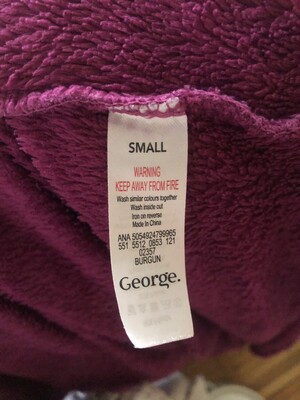 SMALL
WARNING
KEEP AWAY FROM FIRE
Wash similar colours together
Wash inside out
Iron on reverse
Made In China
ANA 5054924799965
551 5512 0853 121
02357
BURGUN
George.